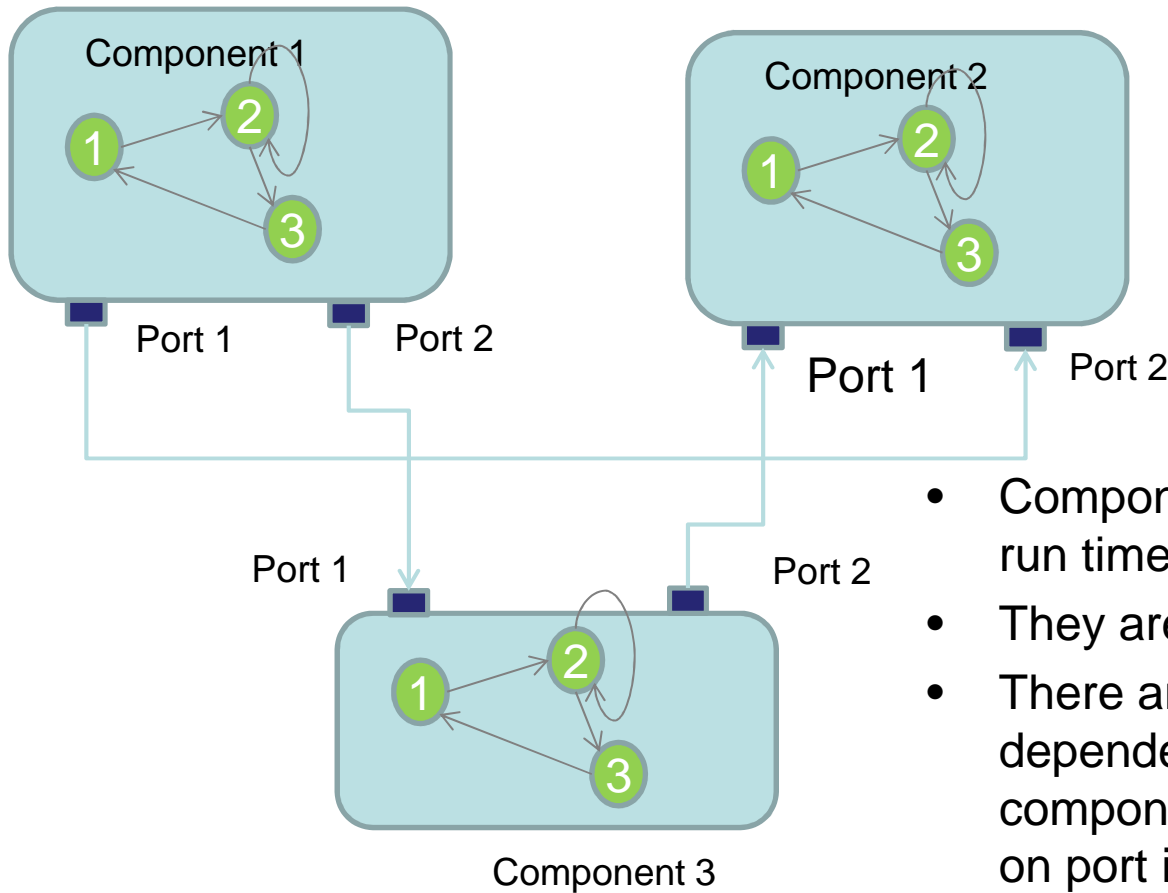 Component 1
1
2
3
Port 1
Port 2
Component 2
1
2
3
Port 1
Port 2
Port 1
Port 2
1
2
3
Component 3
• Compon
run time
• They are
• There ar
depende
compon
on port i